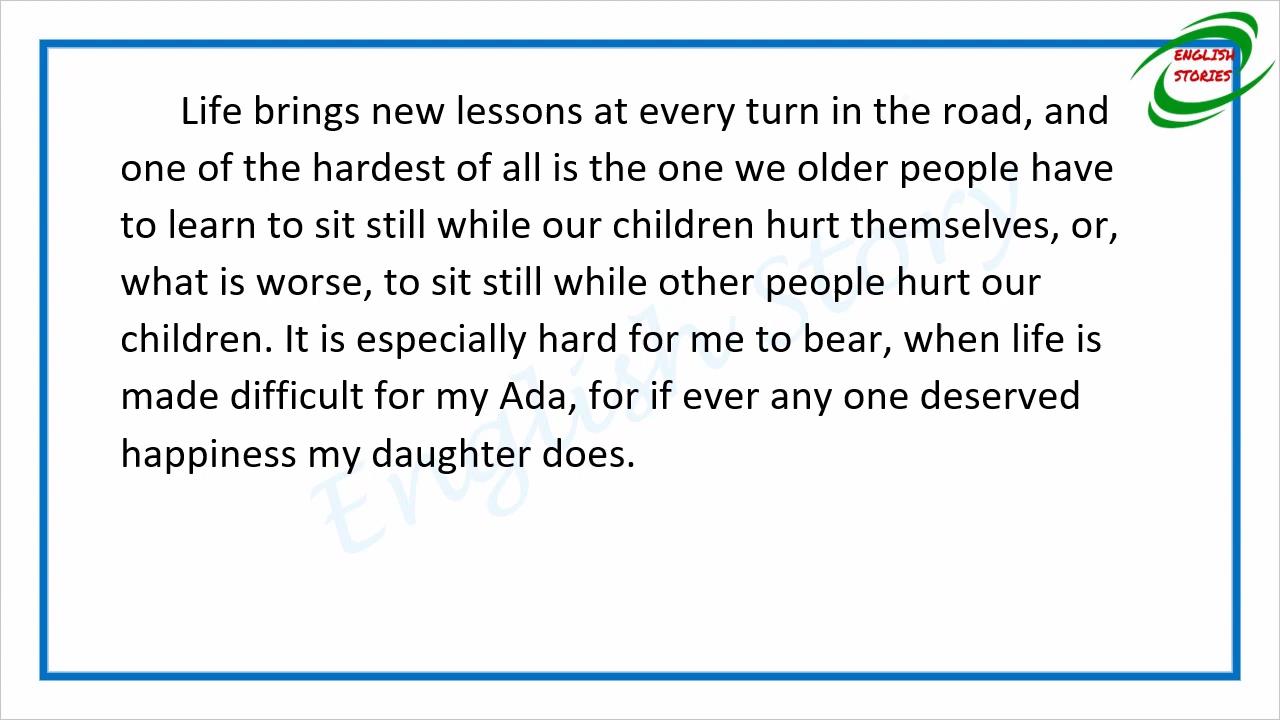 ENGLISH
STORIES
Life brings new lessons at every turn in the road, and
one of the hardest of all is the one we older people have
to learn to sit still while our children hurt themselves, or,
what is worse, to sit still while other people hurt our
children. It is especially hard for me to bear, when life is
made difficult for my Ada, for if ever any one deserved
happiness my daughter does.
English Story